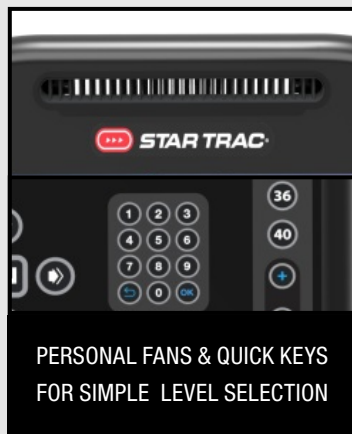 STAR TRAC
36
1 2 3
40
4 5 6
7 8 9
+
0 OK
PERSONAL FANS & QUICK KEYS
FOR SIMPLE LEVEL SELECTION